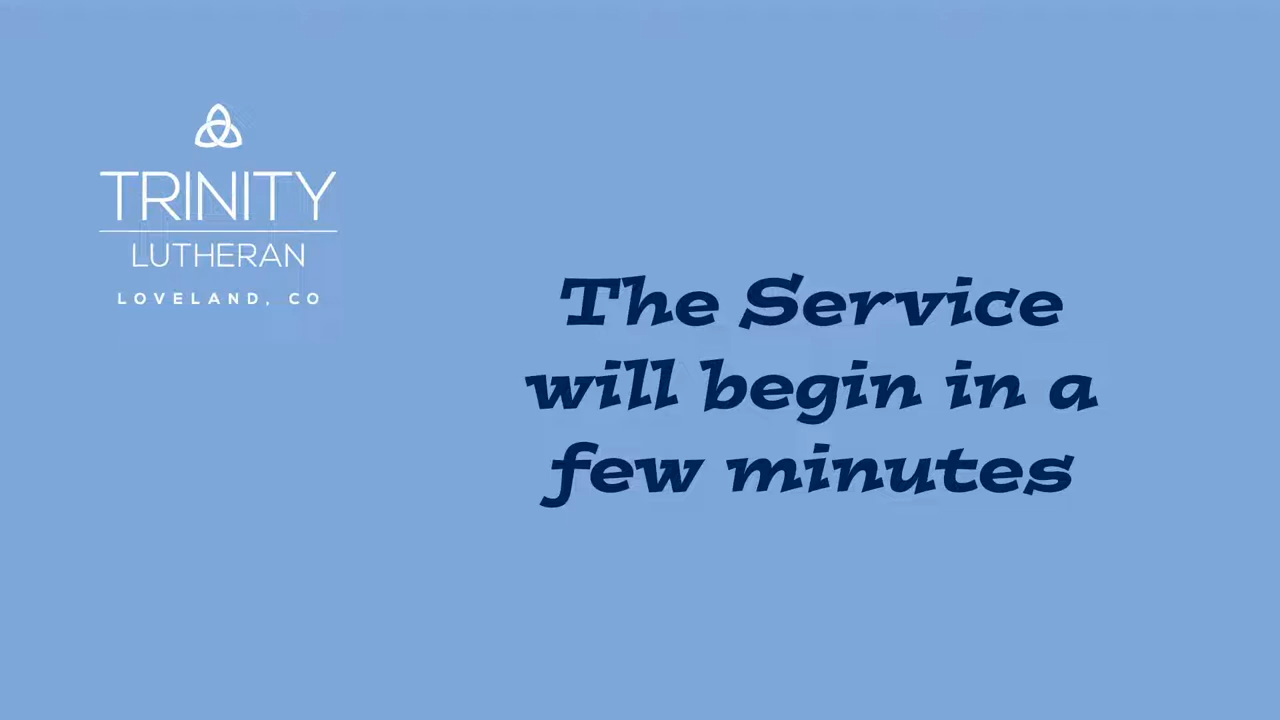 TRINITY
LUTHERAN
LOVELAND, CO
The Service
will begin in a
few minutes